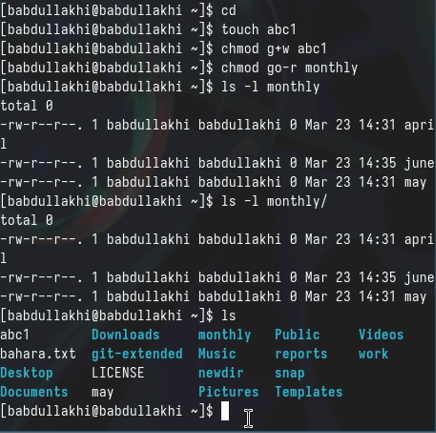 [babdullakhi@babdullakhi ~]$ cd
[babdullakhi@babdullakhi ~]$ touch abc1
[babdullakhi@babdullakhi ~]$ chmod g+w abc1
[babdullakhi@babdullakhi ~]$ chmod go-r monthly
[babdullakhi@babdullakhi ~]$ ls -l monthly
total 0
-rw-r--r--. 1 babdullakhi babdullakhi 0 Mar 23 14:31 apri
l
-rw-r--r--. 1 babdullakhi babdullakhi 0 Mar 23 14:35 june
-rw-r--r--. 1 babdullakhi babdullakhi 0 Mar 23 14:31 may
[babdullakhi@babdullakhi ~]$ ls -l monthly/
total 0
-rw-r--r--. 1 babdullakhi babdullakhi 0 Mar 23 14:31 apri
l
-rw-r--r--. 1 babdullakhi babdullakhi 0 Mar 23 14:35 june
-rw-r--r--. 1 babdullakhi babdullakhi 0 Mar 23 14:31 may
[babdullakhi@babdullakhi ~]$ ls
abc1 Downloads monthly Public Videos
bahara.txt git-extended Music reports work
Desktop LICENSE newdir snap
Documents may Pictures Templates
[babdullakhi@babdullakhi ~]$